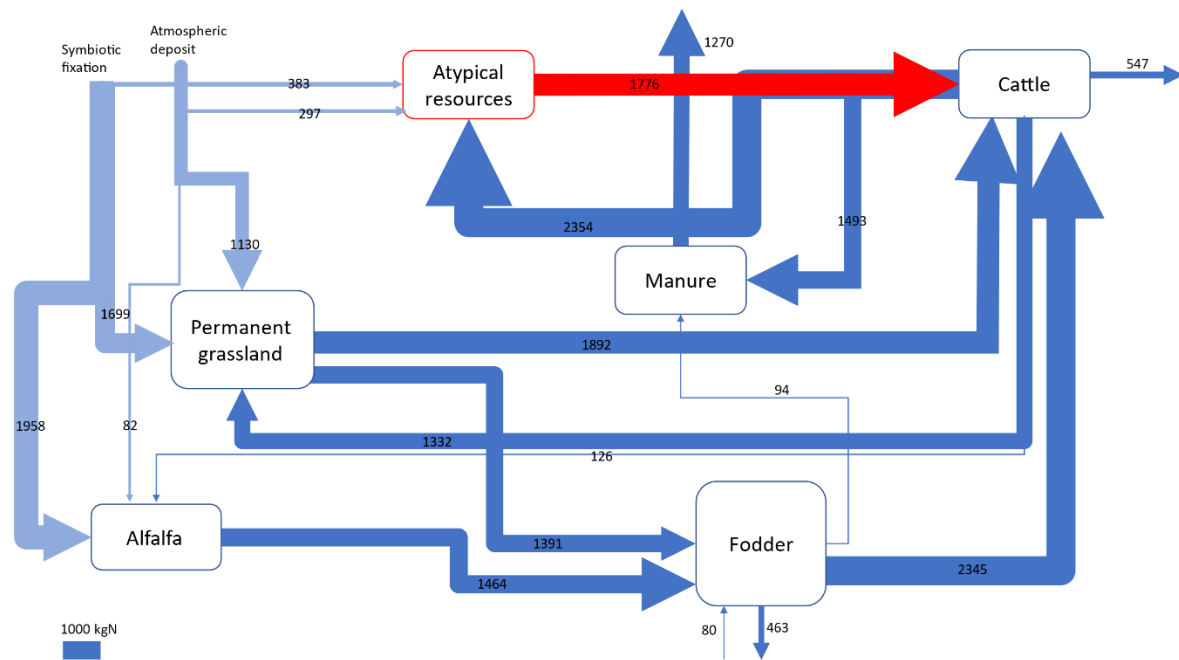 Symbiotic
fixation
Atmospheric
deposit
383
297
Atypical
resources
1776
1270
Cattle
547
2354
1493
1130
Manure
1699
Permanent
grassland
1892
94
1958
82
1332
126
Alfalfa
1391
1464
Fodder
2345
80
463
1000 kgN